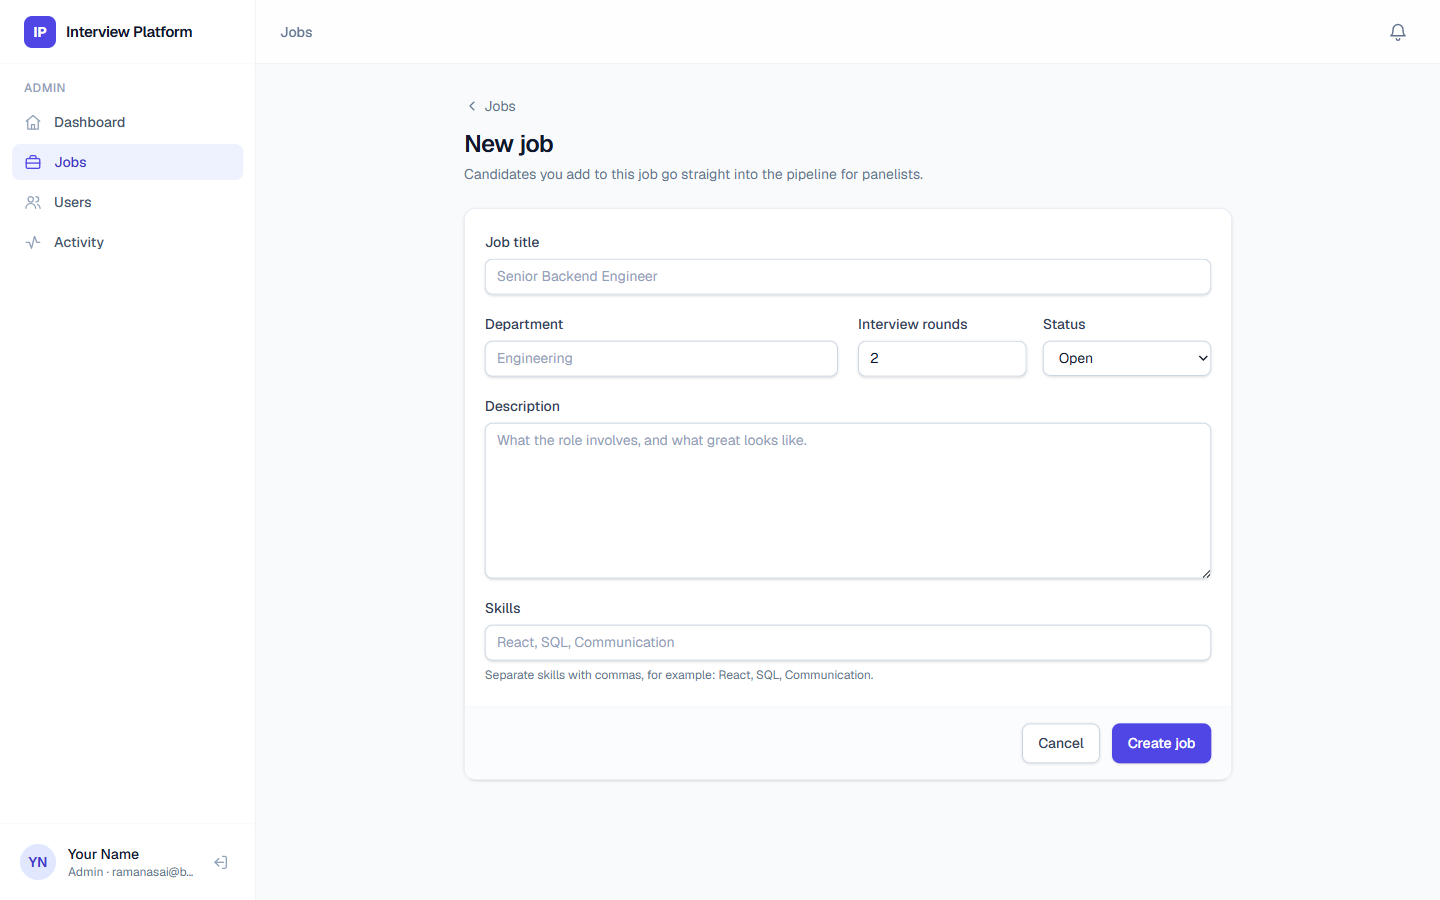 IP Interview Platform
Jobs
ADMIN
Dashboard
Jobs
Users
Activity
Jobs
New job
Candidates you add to this job go straight into the pipeline for panelists.
Job title
Senior Backend Engineer
Department Interview rounds Status
Engineering 2 Open
Description
What the role involves, and what great looks like.
Skills
React, SQL, Communication
Separate skills with commas, for example: React, SQL, Communication.
Cancel Create job
YN Your Name
Admin · ramanasai@b...